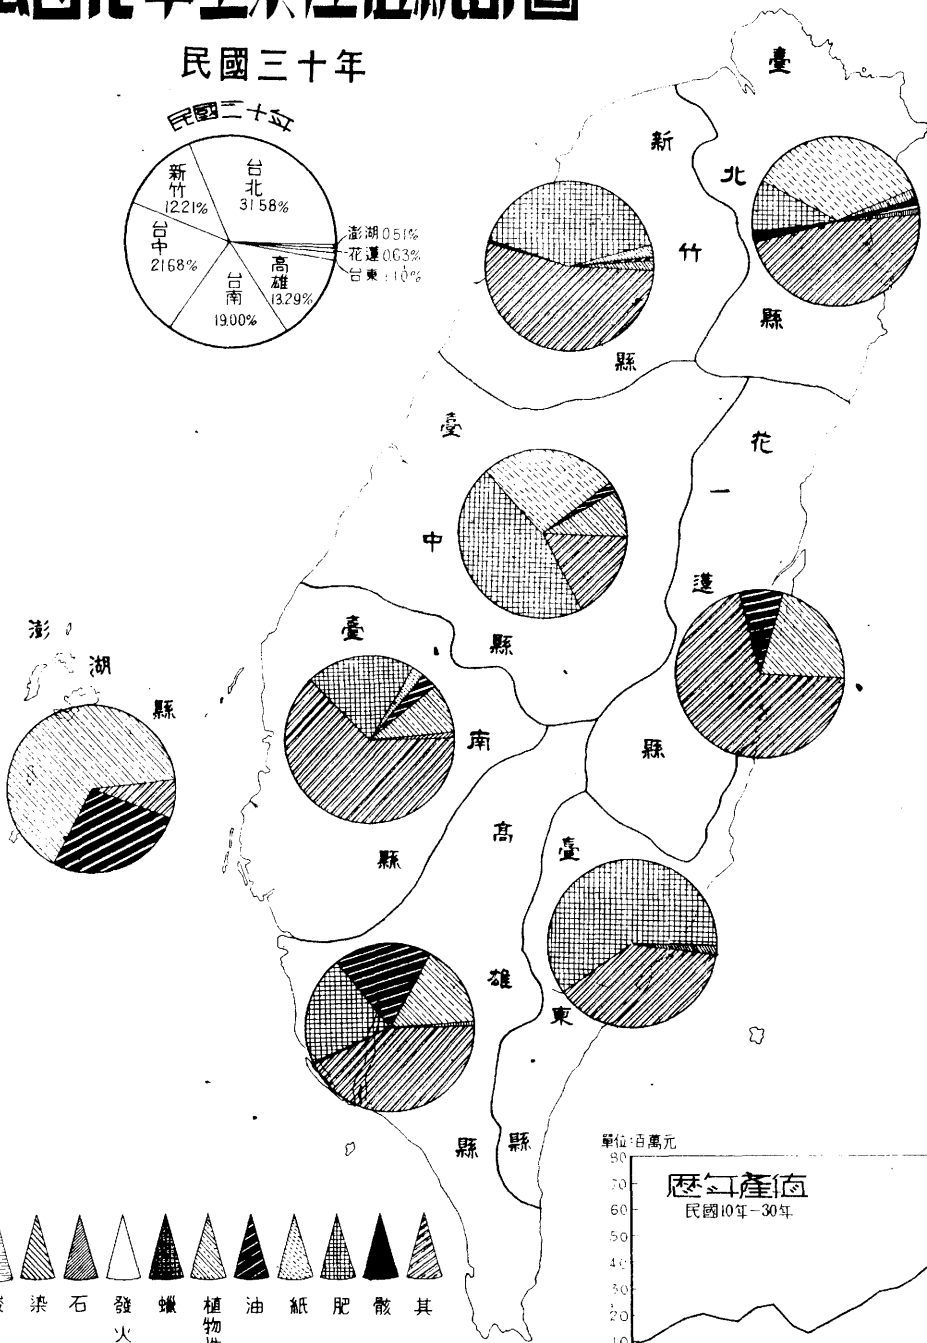 民國三十年
民國二十年
台北
31.58%
新竹
12.21%
台中
21.68%
台南
19.00%
高雄
13.29%
澎湖 0.51%
花蓮 0.63%
台東
臺北縣
新竹縣
臺中縣
花蓮縣
臺南縣
澎湖縣
高雄縣
臺東縣
單位:百萬元
歷年產值
民國10年-30年
80
70
60
50
40
30
20
10
染
石
發火
蠟
植物
油
紙
肥
骸
其